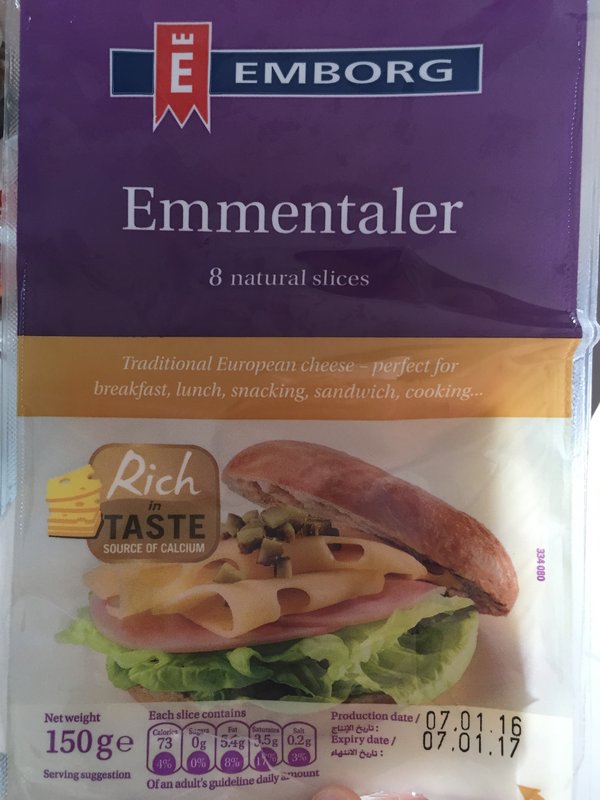 E EMBORG
Emmentaler
8 natural slices
Traditional European cheese – perfect for
breakfast, lunch, snacking, sandwich, cooking...
Rich
in
TASTE
SOURCE OF CALCIUM
334 080
Net weight
150 g e
Serving suggestion
Each slice contains
Calories Sugars Fat Saturates Salt
73 0g 5.4g 3.5g 0.2g
4% 0% 8% 17% 3%
Of an adult's guideline daily amount
Production date / 07.01.16
تاريخ الإنتاج :
Expiry date / 07.01.17
تاريخ الانتهاء :